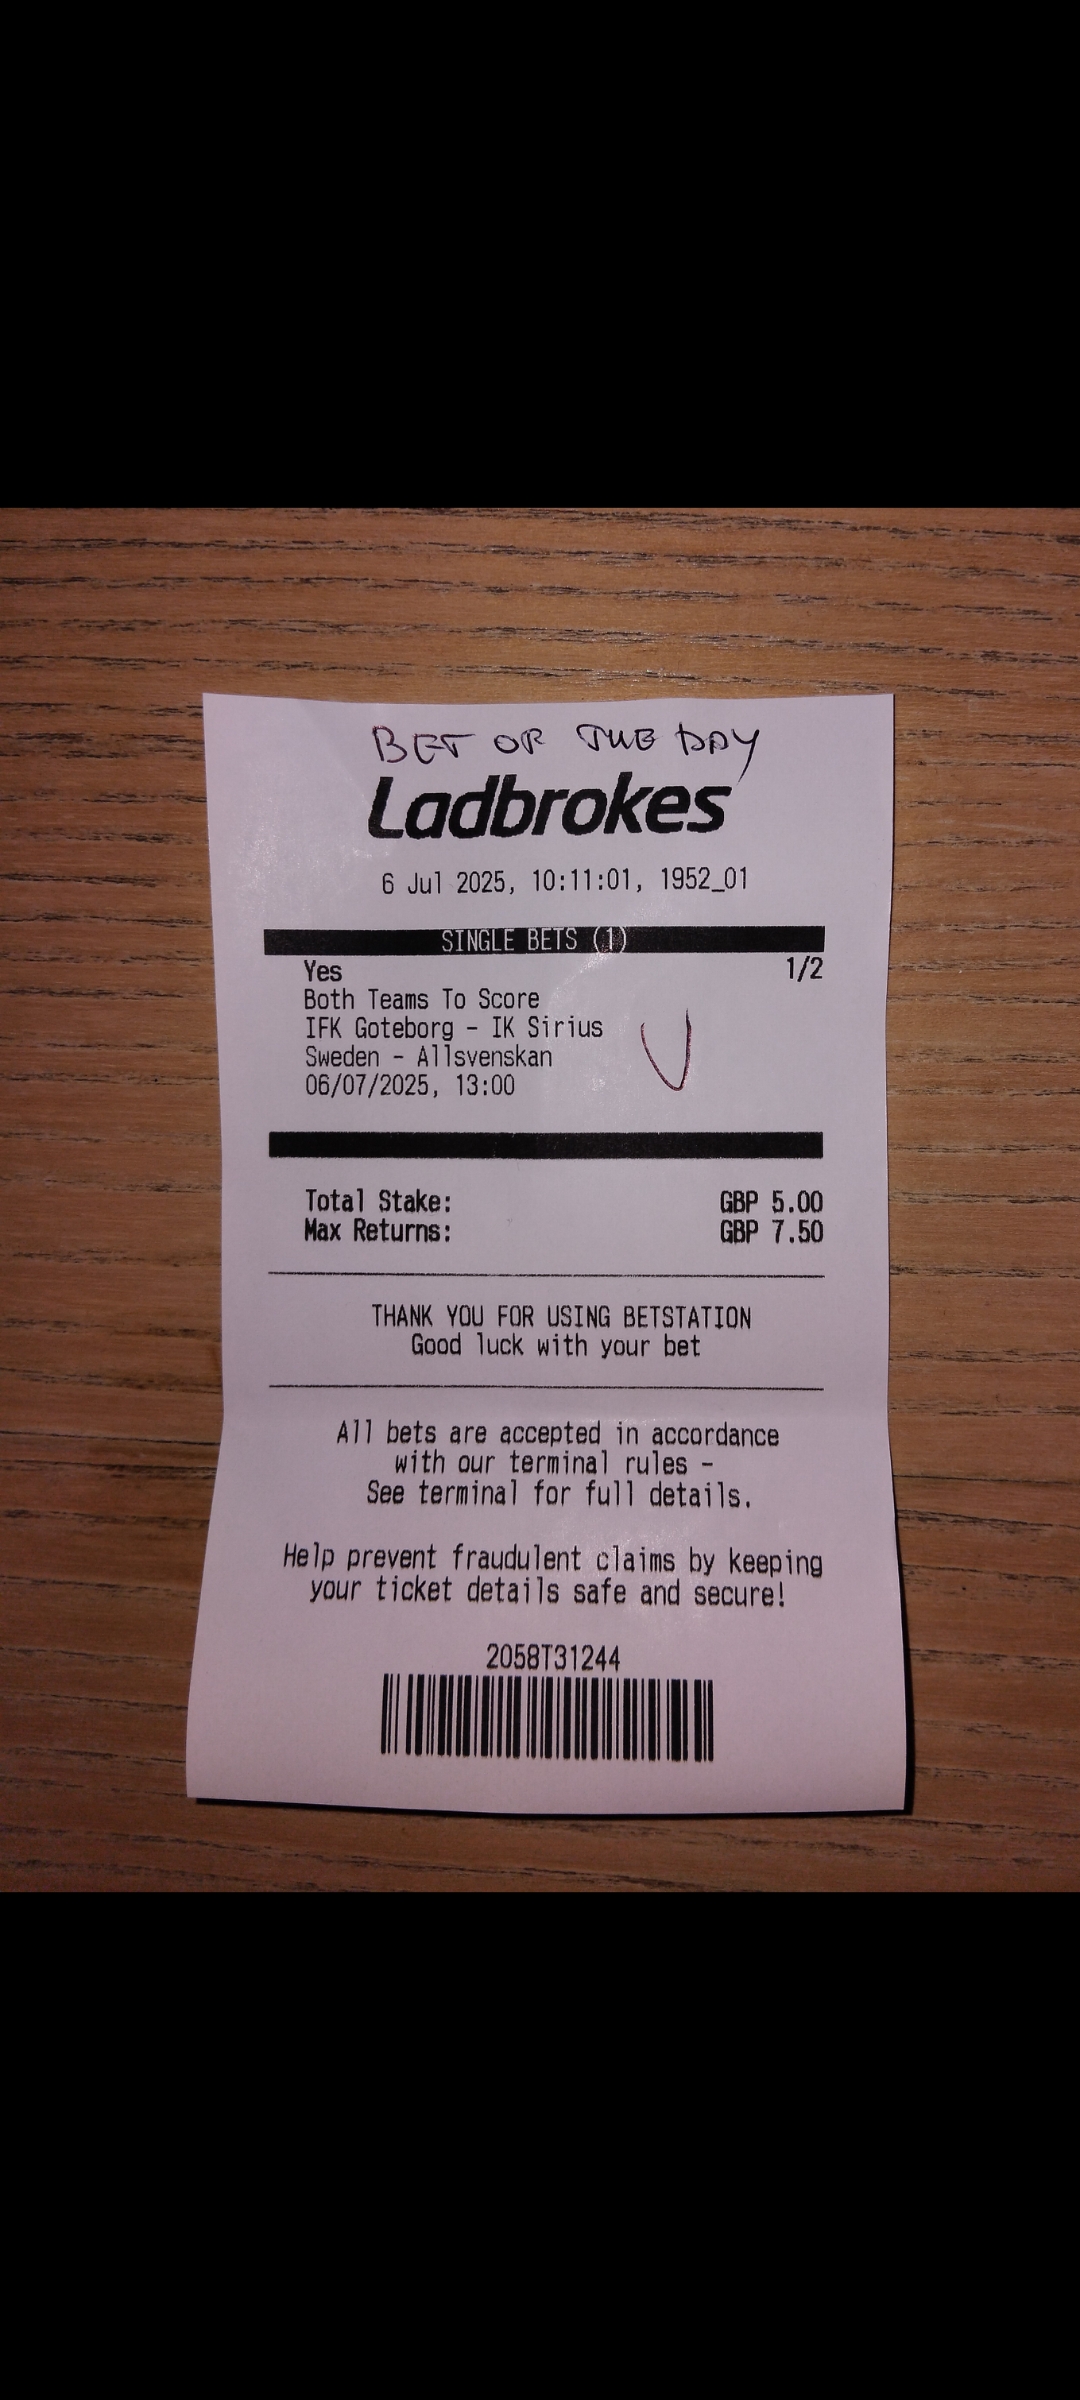 BET OF THE DAY
Ladbrokes
6 Jul 2025, 10:11:01, 1952_01
SINGLE BETS (1)
Yes 1/2
Both Teams To Score
IFK Goteborg - IK Sirius
Sweden - Allsvenskan
06/07/2025, 13:00
Total Stake: GBP 5.00
Max Returns: GBP 7.50
THANK YOU FOR USING BETSTATION
Good luck with your bet
All bets are accepted in accordance
with our terminal rules -
See terminal for full details.
Help prevent fraudulent claims by keeping
your ticket details safe and secure!
2058T31244